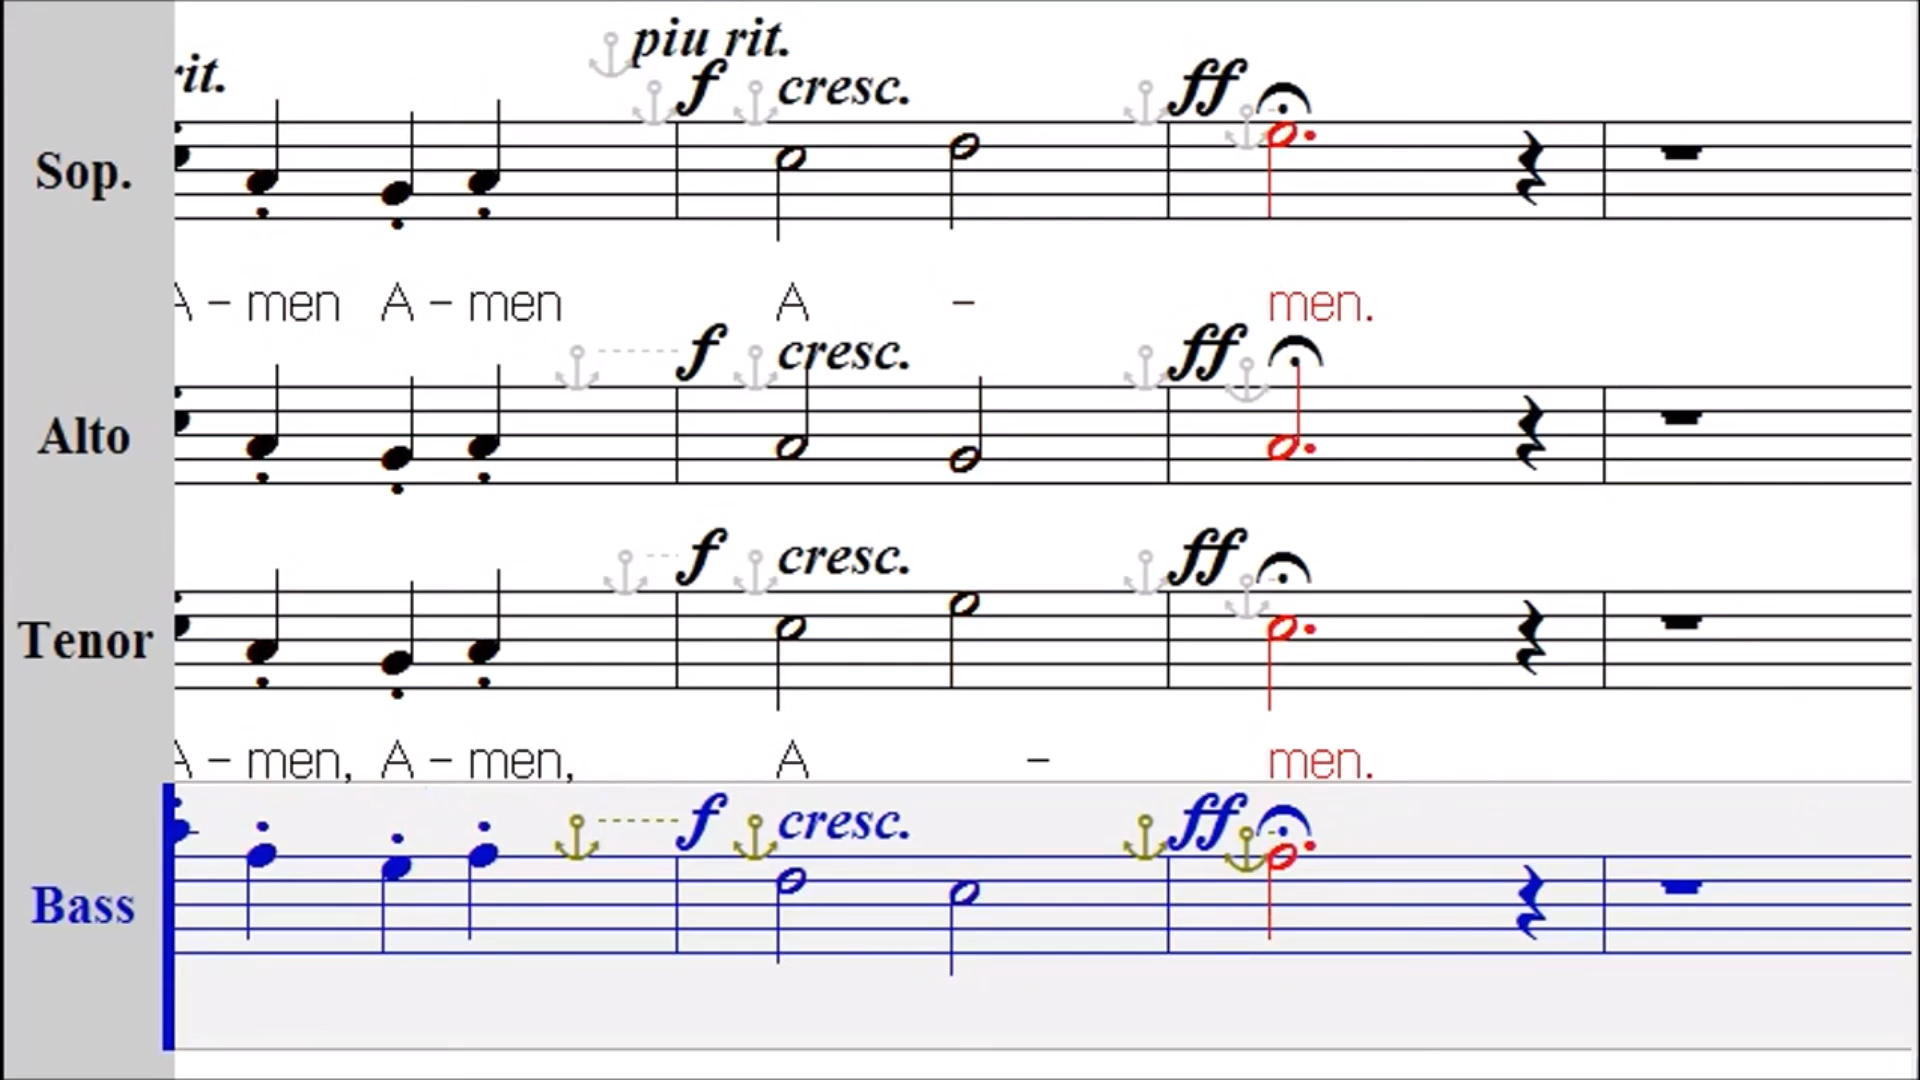 piu rit.
rit.
f cresc. ff
Sop.
A - men A - men A - men.
f cresc. ff
Alto
f cresc. ff
Tenor
A - men, A - men, A - men.
f cresc. ff
Bass